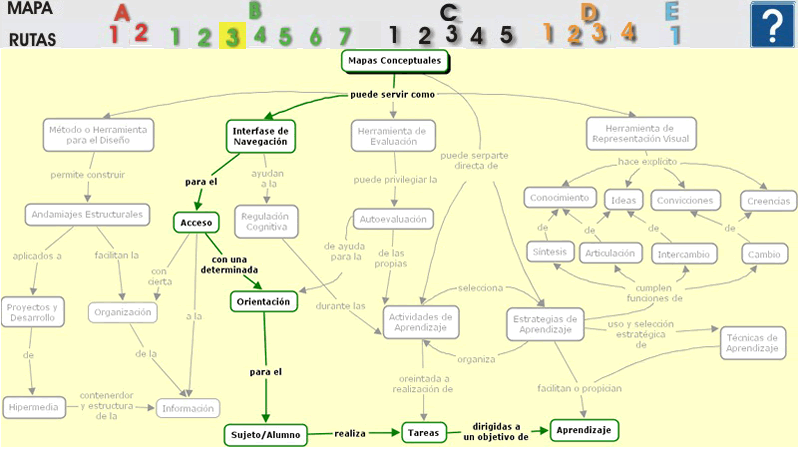 MAPA
A B C D E
RUTAS
1 2 1 2 3 4 5 6 7 1 2 3 4 5 1 2 3 4 1
?
Mapas Conceptuales
puede servir como
Método o Herramienta
para el Diseño
Interfase de
Navegación
Herramienta de
Evaluación
Herramienta de
Representación Visual
puede serparte
directa de
hace explícito
permite construir
para el
ayudan
a la
puede privilegiar la
Conocimiento
Ideas
Convicciones
Creencias
Andamiajes Estructurales
Acceso
Regulación
Cognitiva
Autoevaluación
de
de
de
de
aplicados a
facilitan la
con
cierta
con una
determinada
de ayuda
para la
de las
propias
Síntesis
Articulación
Intercambio
Cambio
selecciona
cumplen
funciones de
Proyectos y
Desarrollo
Organización
a la
Orientación
durante las
Actividades de
Aprendizaje
Estrategias de
Aprendizaje
uso y selección
estratégica
de
Técnicas de
Aprendizaje
de
de la
organiza
para el
oreintada a
realización de
facilitan o propician
Hipermedia
contenerdor
y estructura
de la
Información
Sujeto/Alumno
realiza
Tareas
dirigidas a
un objetivo de
Aprendizaje